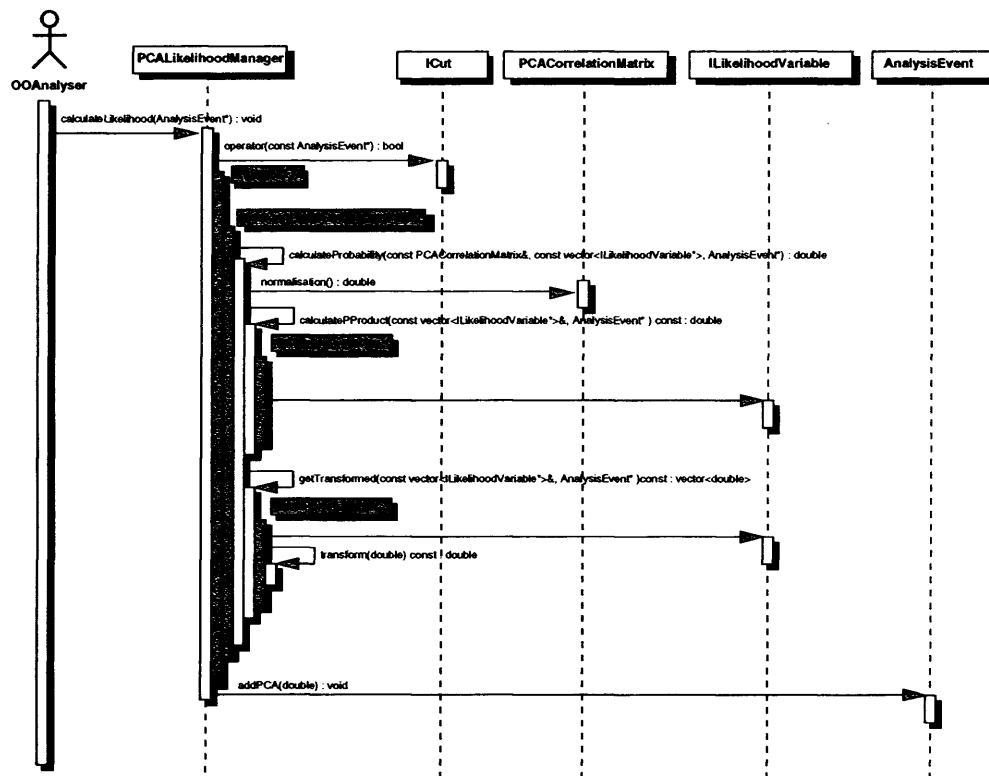 OOAnalyser
PCALikelihoodManager
ICut
PCACorrelationMatrix
ILikelihoodVariable
AnalysisEvent
calculateLikelihood(AnalysisEvent*) : void
operator(const AnalysisEvent*) : bool
calculateProbability(const PCACorrelationMatrix&, const vector<ILikelihoodVariable*>, AnalysisEvent*) : double
normalisation() : double
calculatePProduct(const vector<ILikelihoodVariable*>&, AnalysisEvent* ) const : double
getTransformed(const vector<ILikelihoodVariable*>&, AnalysisEvent* )const : vector<double>
transform(double) const : double
addPCA(double) : void